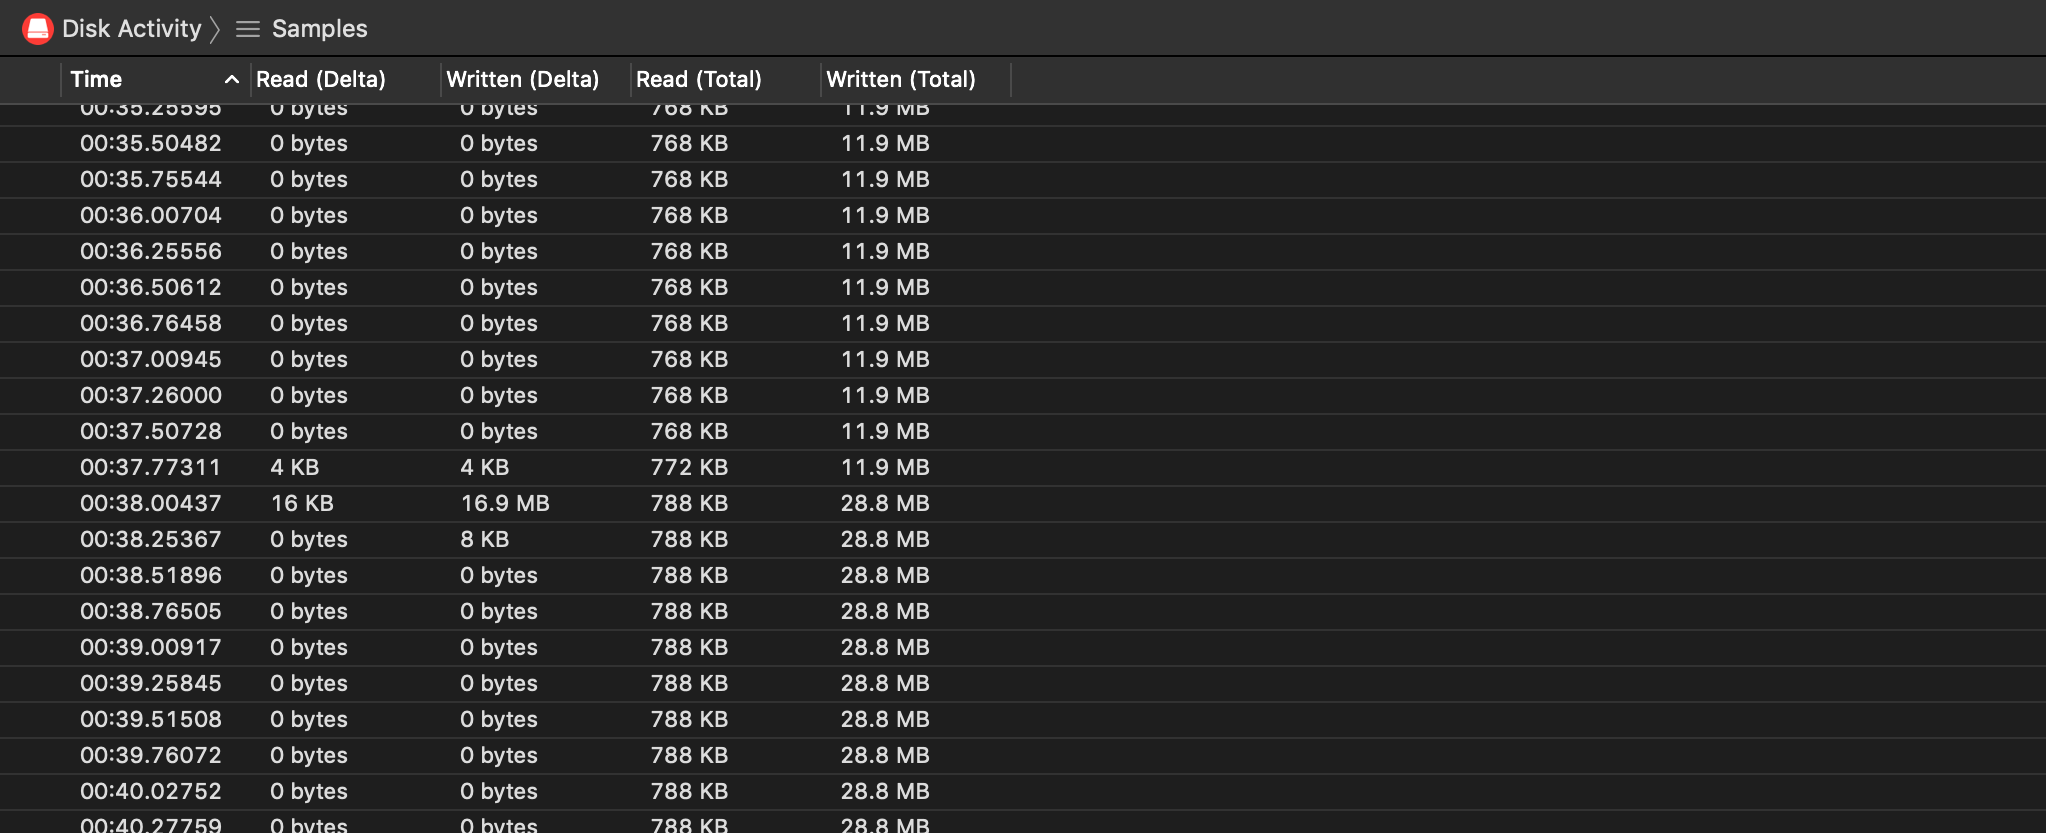 Disk Activity Samples
Time Read (Delta) Written (Delta) Read (Total) Written (Total)
00:35.25595 0 bytes 0 bytes 768 KB 11.9 MB
00:35.50482 0 bytes 0 bytes 768 KB 11.9 MB
00:35.75544 0 bytes 0 bytes 768 KB 11.9 MB
00:36.00704 0 bytes 0 bytes 768 KB 11.9 MB
00:36.25556 0 bytes 0 bytes 768 KB 11.9 MB
00:36.50612 0 bytes 0 bytes 768 KB 11.9 MB
00:36.76458 0 bytes 0 bytes 768 KB 11.9 MB
00:37.00945 0 bytes 0 bytes 768 KB 11.9 MB
00:37.26000 0 bytes 0 bytes 768 KB 11.9 MB
00:37.50728 0 bytes 0 bytes 768 KB 11.9 MB
00:37.77311 4 KB 4 KB 772 KB 11.9 MB
00:38.00437 16 KB 16.9 MB 788 KB 28.8 MB
00:38.25367 0 bytes 8 KB 788 KB 28.8 MB
00:38.51896 0 bytes 0 bytes 788 KB 28.8 MB
00:38.76505 0 bytes 0 bytes 788 KB 28.8 MB
00:39.00917 0 bytes 0 bytes 788 KB 28.8 MB
00:39.25845 0 bytes 0 bytes 788 KB 28.8 MB
00:39.51508 0 bytes 0 bytes 788 KB 28.8 MB
00:39.76072 0 bytes 0 bytes 788 KB 28.8 MB
00:40.02752 0 bytes 0 bytes 788 KB 28.8 MB
00:40.27759 0 bytes 0 bytes 788 KB 28.8 MB